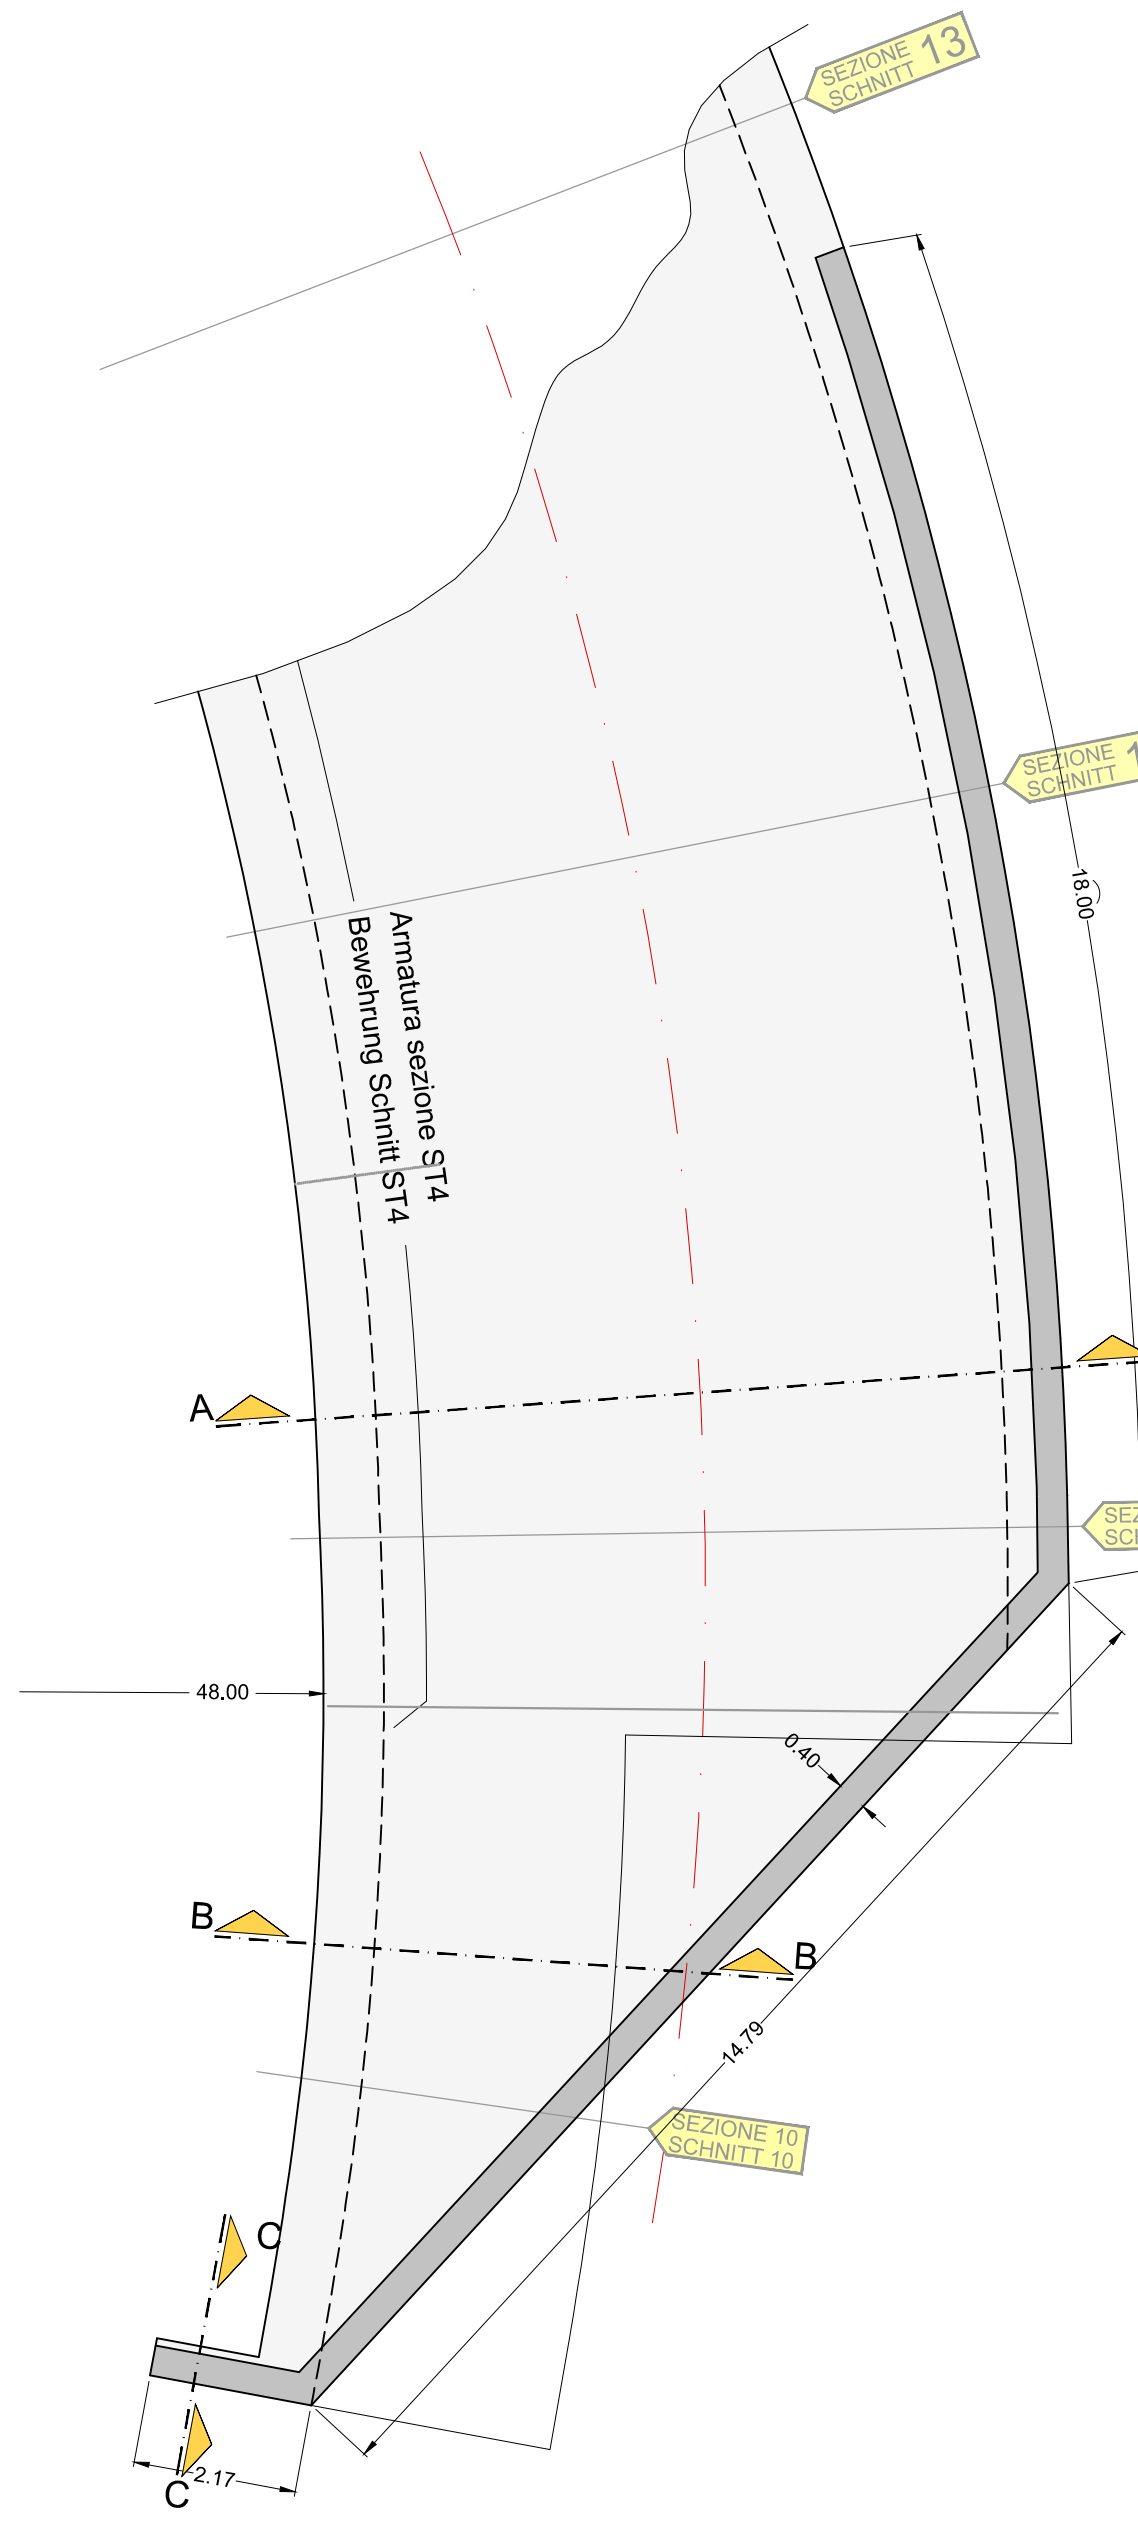 SEZIONE 13
SCHNITT
SEZIONE
SCHNITT
18.00
Armatura sezione ST4
Bewehrung Schnitt ST4
A
48.00
0.40
B
B
14.79
SEZIONE 10
SCHNITT 10
C
2.17
C